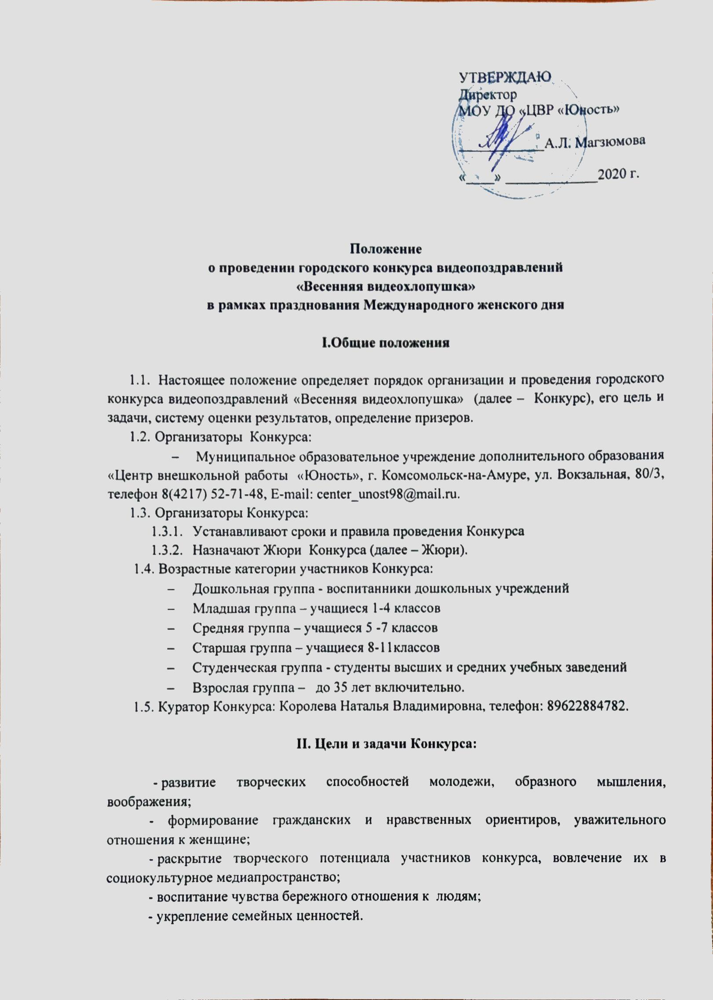 УТВЕРЖДАЮ
Директор
МОУ ДО «ЦВР «Юность»
____________А.Л. Магзюмова
«____» _____________2020 г.
Положение
о проведении городского конкурса видеопоздравлений
«Весенняя видеохлопушка»
в рамках празднования Международного женского дня
I.Общие положения
1.1. Настоящее положение определяет порядок организации и проведения городского
конкурса видеопоздравлений «Весенняя видеохлопушка» (далее – Конкурс), его цель и
задачи, систему оценки результатов, определение призеров.
1.2. Организаторы Конкурса:
– Муниципальное образовательное учреждение дополнительного образования
«Центр внешкольной работы «Юность», г. Комсомольск-на-Амуре, ул. Вокзальная, 80/3,
телефон 8(4217) 52-71-48, E-mail: center_unost98@mail.ru.
1.3. Организаторы Конкурса:
1.3.1. Устанавливают сроки и правила проведения Конкурса
1.3.2. Назначают Жюри Конкурса (далее – Жюри).
1.4. Возрастные категории участников Конкурса:
– Дошкольная группа - воспитанники дошкольных учреждений
– Младшая группа – учащиеся 1-4 классов
– Средняя группа – учащиеся 5 -7 классов
– Старшая группа – учащиеся 8-11классов
– Студенческая группа - студенты высших и средних учебных заведений
– Взрослая группа – до 35 лет включительно.
1.5. Куратор Конкурса: Королева Наталья Владимировна, телефон: 89622884782.
II. Цели и задачи Конкурса:
- развитие творческих способностей молодежи, образного мышления,
воображения;
- формирование гражданских и нравственных ориентиров, уважительного
отношения к женщине;
- раскрытие творческого потенциала участников конкурса, вовлечение их в
социокультурное медиапространство;
- воспитание чувства бережного отношения к людям;
- укрепление семейных ценностей.